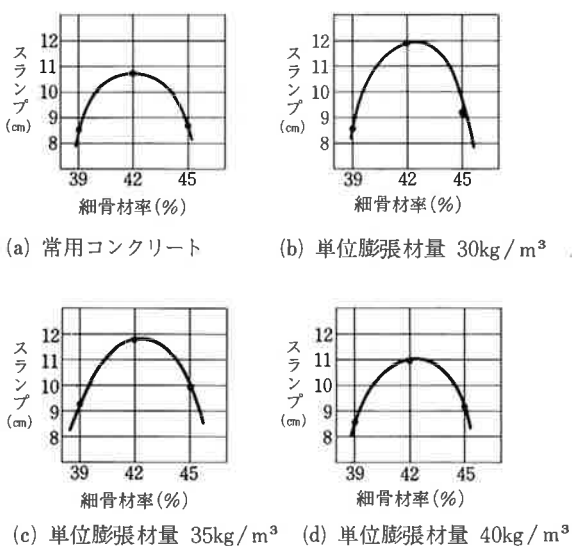 スランプ(cm)
12
11
10
9
8
39 42 45
細骨材率(%)
(a) 常用コンクリート
スランプ(cm)
12
11
10
9
8
39 42 45
細骨材率(%)
(b) 単位膨張材量 30kg/m³
スランプ(cm)
12
11
10
9
8
39 42 45
細骨材率(%)
(c) 単位膨張材量 35kg/m³
スランプ(cm)
12
11
10
9
8
39 42 45
細骨材率(%)
(d) 単位膨張材量 40kg/m³